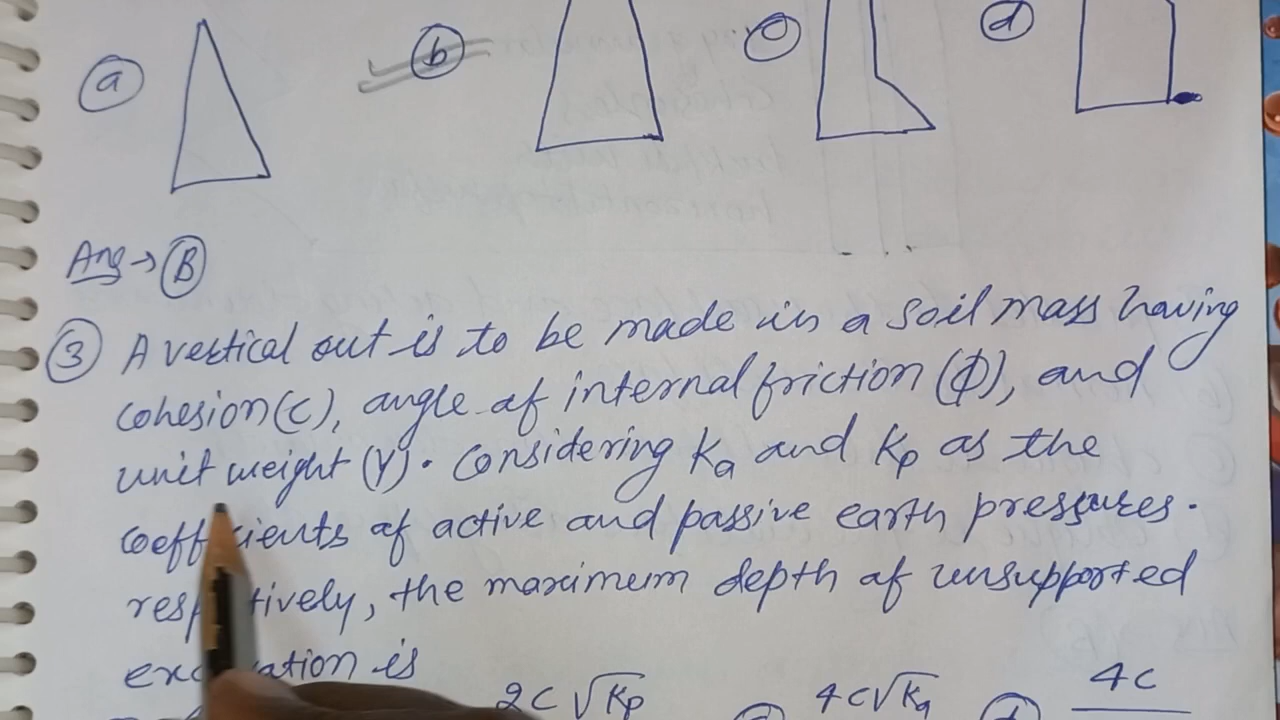 a b c d
Ans → B
3 A vertical out is to be made in a soil mass having
cohesion (c), angle of internal friction (ϕ), and
unit weight (γ). Considering Ka and Kp as the
coefficients of active and passive earth pressures.
respectively, the maximum depth of unsupported
excavation is
2C √Kp 4C√Ka 4C